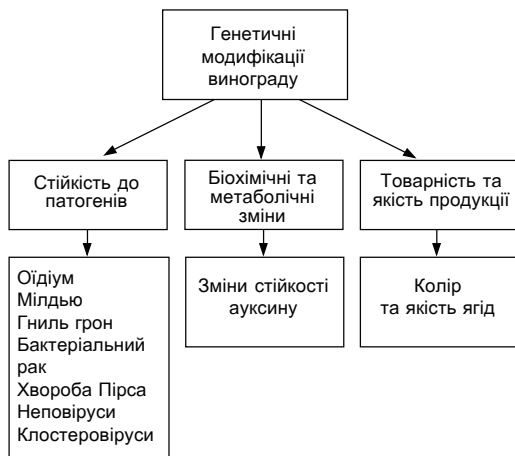 Генетичні
модифікації
винограду
Стійкість до
патогенів
Біохімічні та
метаболічні
зміни
Товарність та
якість продукції
Оїдіум
Мілдью
Гниль грон
Бактеріальний
рак
Хвороба Пірса
Неповіруси
Клостеровіруси
Зміни стійкості
ауксину
Колір
та якість ягід